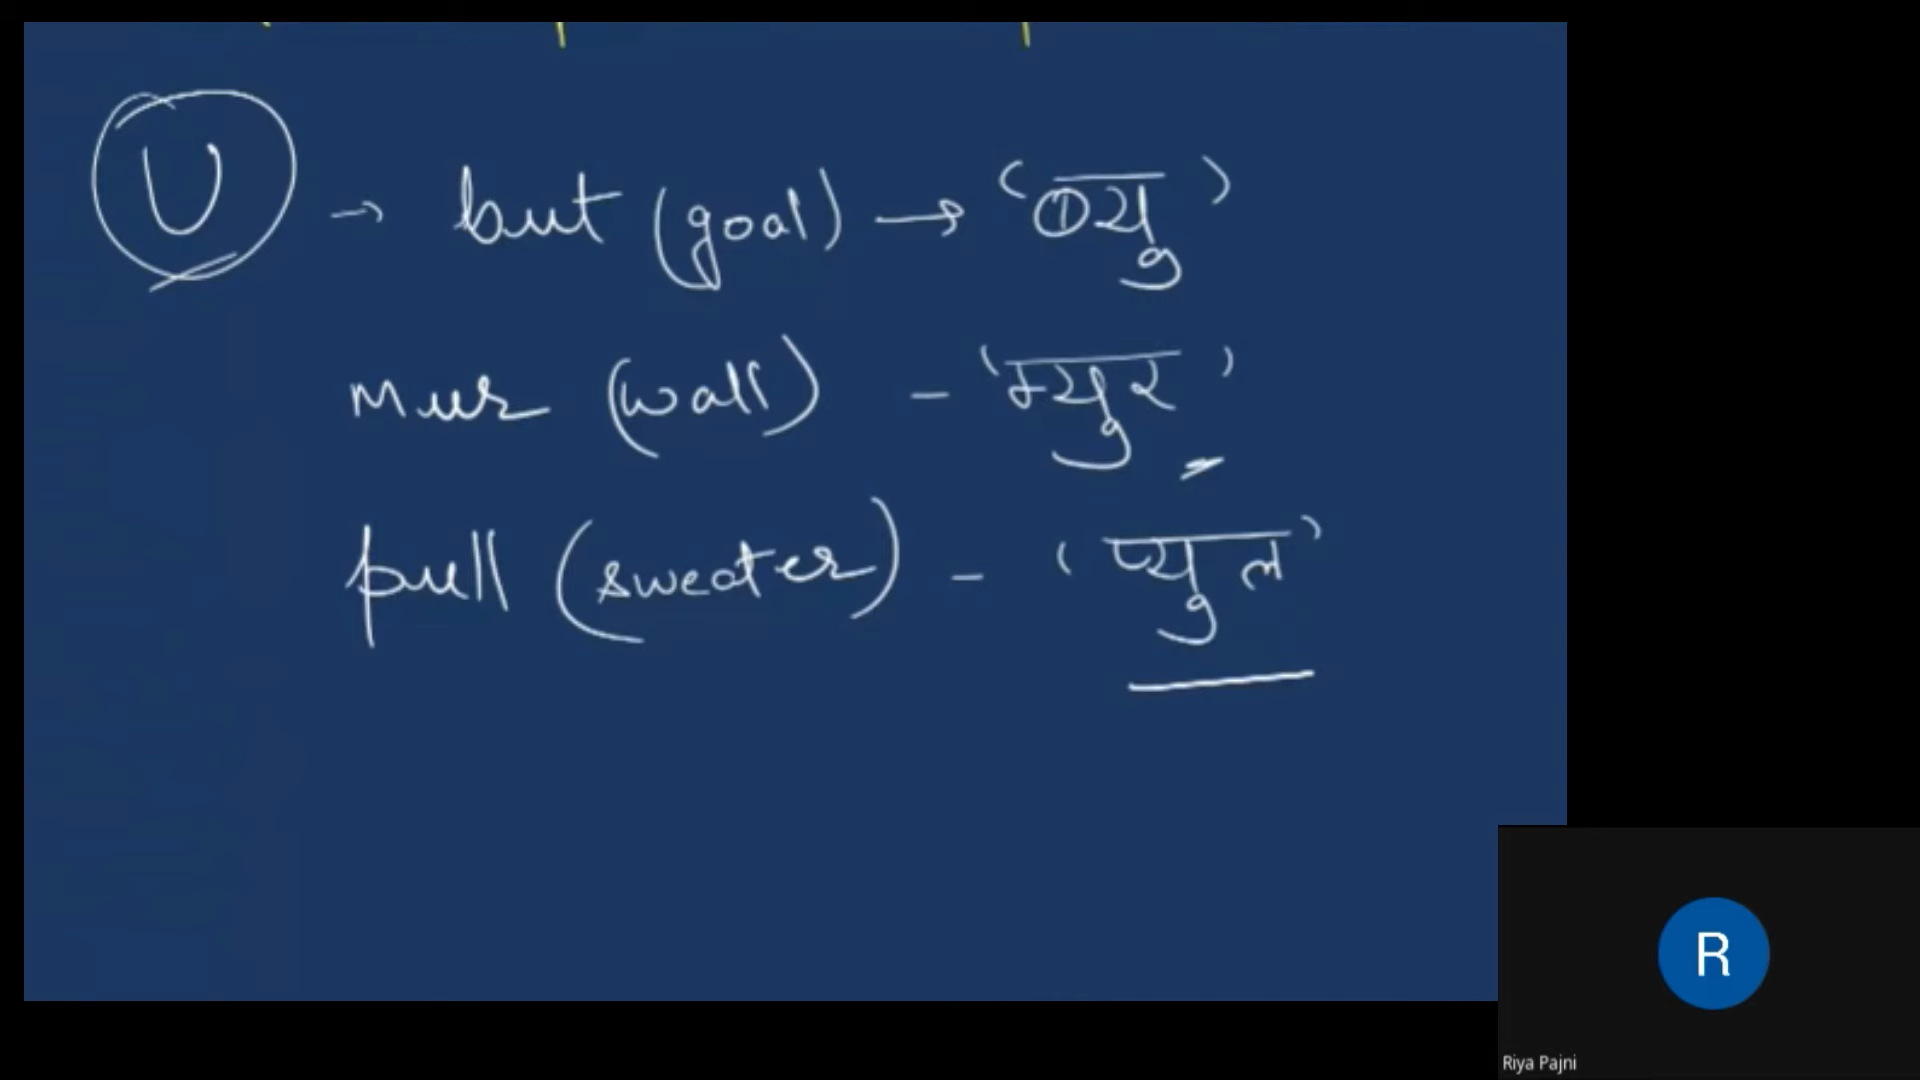 U → but (goal) → 'ब्यु'
mur (wall) - 'म्युर'
pull (sweater) - 'प्युल'
R
Riya Pajni